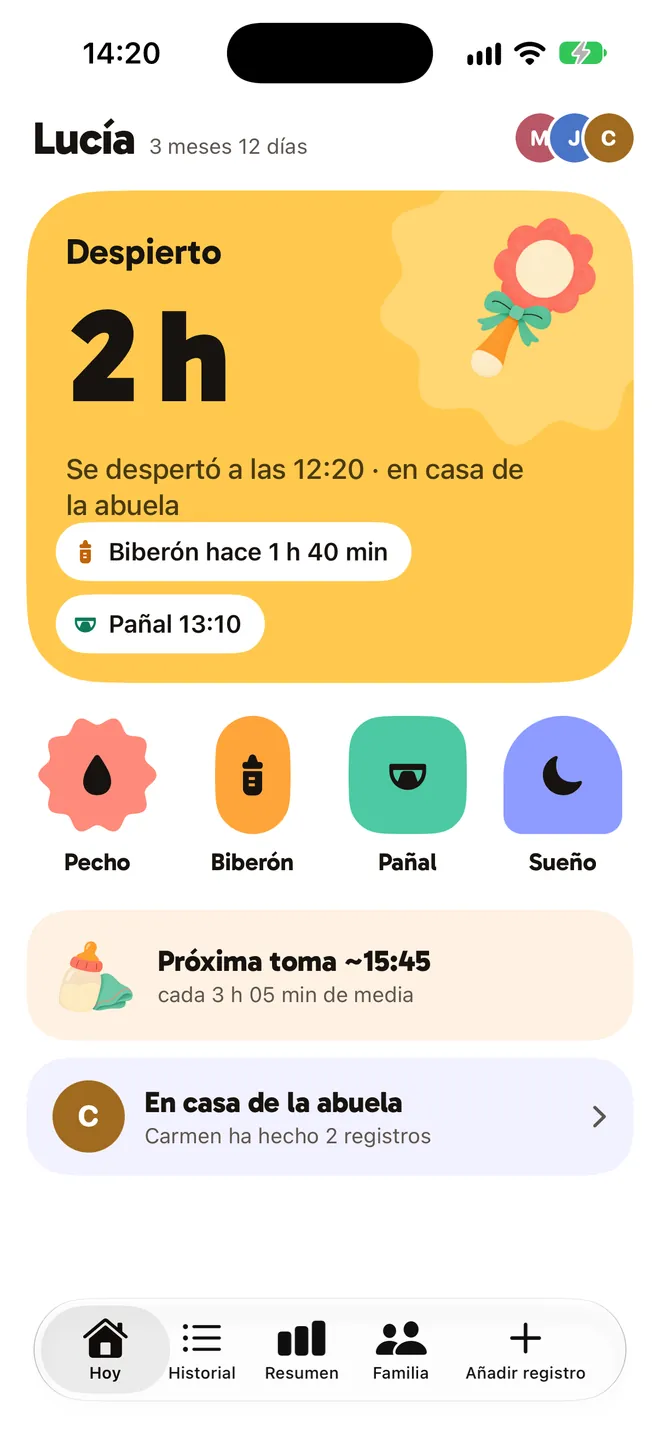 14:20
Lucía 3 meses 12 días
M J C
Despierto
2 h
Se despertó a las 12:20 · en casa de
la abuela
Biberón hace 1 h 40 min
Pañal 13:10
Pecho Biberón Pañal Sueño
Próxima toma ~15:45
cada 3 h 05 min de media
C
En casa de la abuela
Carmen ha hecho 2 registros
Hoy Historial Resumen Familia Añadir registro